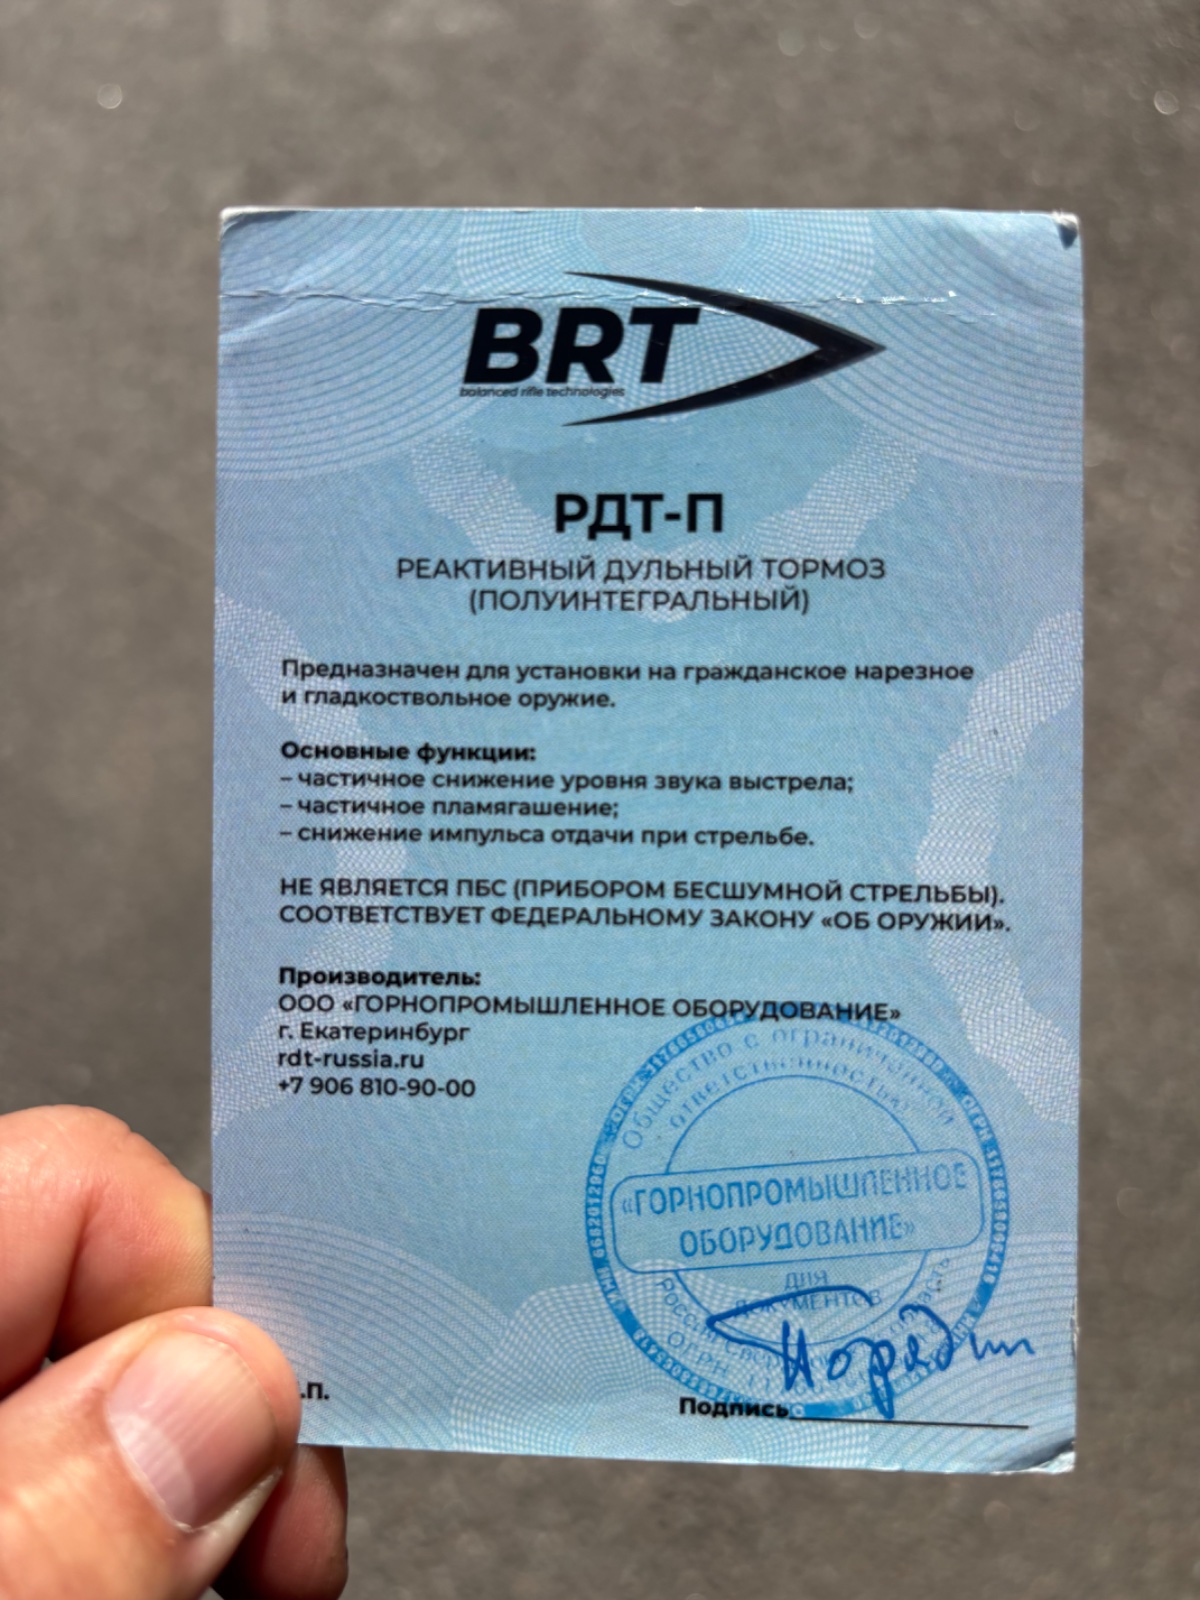 BRT
balanced rifle technologies
РДТ-П
РЕАКТИВНЫЙ ДУЛЬНЫЙ ТОРМОЗ
(ПОЛУИНТЕГРАЛЬНЫЙ)
Предназначен для установки на гражданское нарезное
и гладкоствольное оружие.
Основные функции:
– частичное снижение уровня звука выстрела;
– частичное пламягашение;
– снижение импульса отдачи при стрельбе.
НЕ ЯВЛЯЕТСЯ ПБС (ПРИБОРОМ БЕСШУМНОЙ СТРЕЛЬБЫ).
СООТВЕТСТВУЕТ ФЕДЕРАЛЬНОМУ ЗАКОНУ «ОБ ОРУЖИИ».
Производитель:
ООО «ГОРНОПРОМЫШЛЕННОЕ ОБОРУДОВАНИЕ»
г. Екатеринбург
rdt-russia.ru
+7 906 810-90-00
Общество с ограниченной
ответственностью
«ГОРНОПРОМЫШЛЕННОЕ
ОБОРУДОВАНИЕ»
ДЛЯ
ДОКУМЕНТОВ
.П.
Подпись